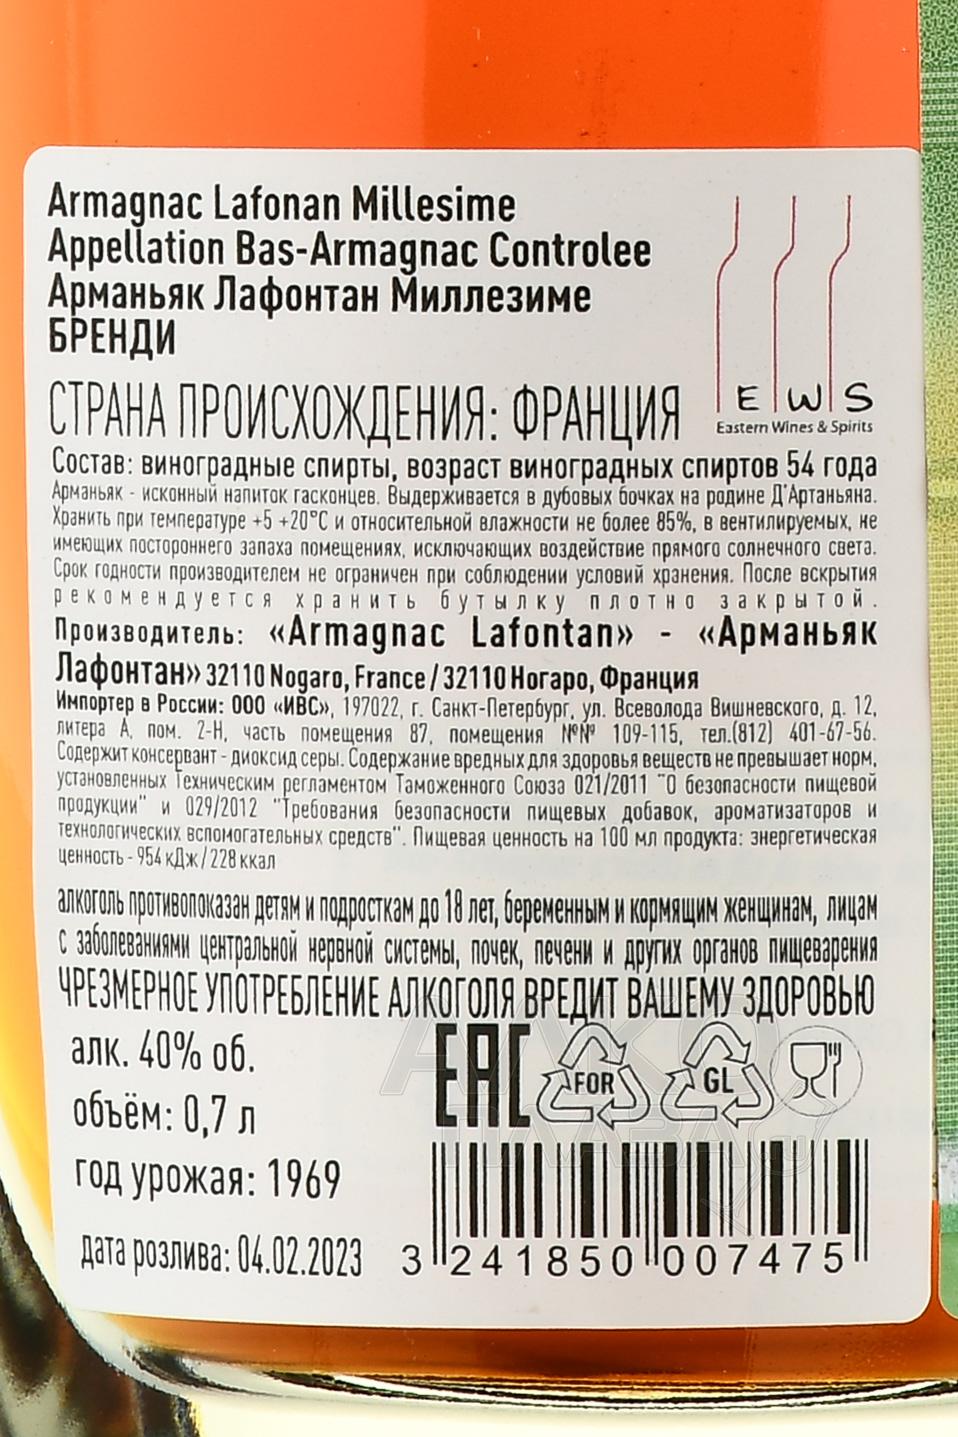 Armagnac Lafonan Millesime
Appellation Bas-Armagnac Controlee
Арманьяк Лафонтан Миллезиме
БРЕНДИ
E W S
Eastern Wines & Spirits
СТРАНА ПРОИСХОЖДЕНИЯ: ФРАНЦИЯ
Состав: виноградные спирты, возраст виноградных спиртов 54 года
Арманьяк - исконный напиток гасконцев. Выдерживается в дубовых бочках на родине Д'Артаньяна.
Хранить при температуре +5 +20°С и относительной влажности не более 85%, в вентилируемых, не
имеющих постороннего запаха помещениях, исключающих воздействие прямого солнечного света.
Срок годности производителем не ограничен при соблюдении условий хранения. После вскрытия
рекомендуется хранить бутылку плотно закрытой.
Производитель: «Armagnac Lafontan» - «Арманьяк
Лафонтан» 32110 Nogaro, France / 32110 Ногаро, Франция
Импортер в России: ООО «ИВС», 197022, г. Санкт-Петербург, ул. Всеволода Вишневского, д. 12,
литера А, пом. 2-Н, часть помещения 87, помещения №№ 109-115, тел.(812) 401-67-56.
Содержит консервант - диоксид серы. Содержание вредных для здоровья веществ не превышает норм,
установленных Техническим регламентом Таможенного Союза 021/2011 "О безопасности пищевой
продукции" и 029/2012 "Требования безопасности пищевых добавок, ароматизаторов и
технологических вспомогательных средств". Пищевая ценность на 100 мл продукта: энергетическая
ценность - 954 кДж / 228 ккал
алкоголь противопоказан детям и подросткам до 18 лет, беременным и кормящим женщинам, лицам
с заболеваниями центральной нервной системы, почек, печени и других органов пищеварения
ЧРЕЗМЕРНОЕ УПОТРЕБЛЕНИЕ АЛКОГОЛЯ ВРЕДИТ ВАШЕМУ ЗДОРОВЬЮ
алк. 40% об.
EAC FOR GL
объём: 0,7 л
год урожая: 1969
дата розлива: 04.02.2023
3 241850 007475
АЛКО
ПЛАЗА